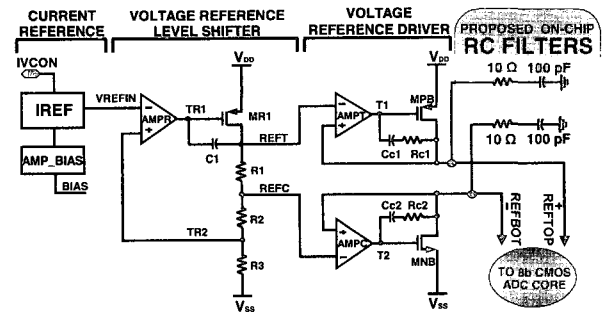 CURRENT
REFERENCE
VOLTAGE REFERENCE
LEVEL SHIFTER
VOLTAGE
REFERENCE DRIVER
PROPOSED ON-CHIP
RC FILTERS
IVCON
IREF
AMP_BIAS
BIAS
VREFIN
AMPR
TR1
VDD
MR1
C1
REFT
R1
REFC
R2
TR2
R3
VSS
AMPT
T1
VDD
MPB
Cc1
Rc1
AMPC
T2
Cc2
Rc2
MNB
VSS
10 Ω
100 pF
10 Ω
100 pF
REFBOT
REFTOP
TO 8b CMOS
ADC CORE